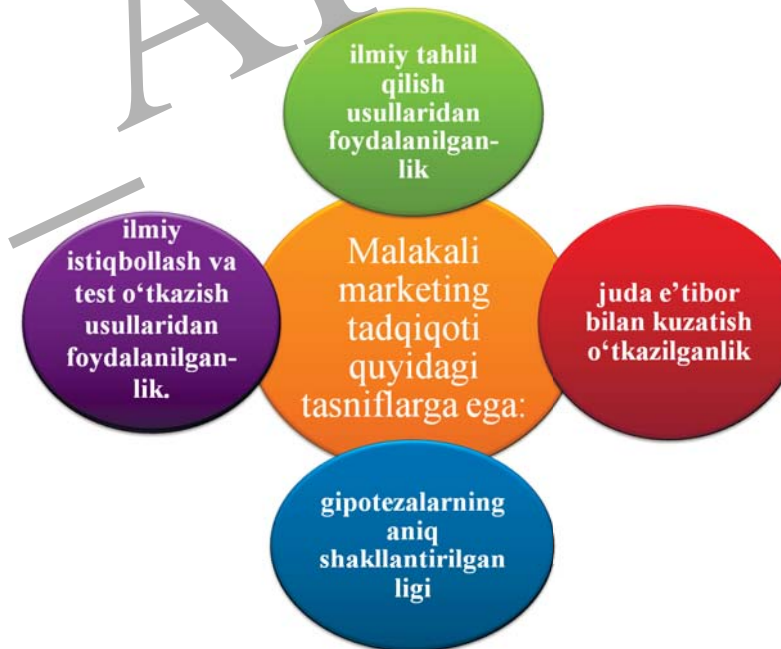 ilmiy tahlil
qilish
usullaridan
foydalanilgan-
lik
ilmiy
istiqbollash va
test o‘tkazish
usullaridan
foydalanilgan-
lik.
Malakali
marketing
tadqiqoti
quyidagi
tasniflarga ega:
juda e’tibor
bilan kuzatish
o‘tkazilganlik
gipotezalarning
aniq
shakllantirilgan
ligi